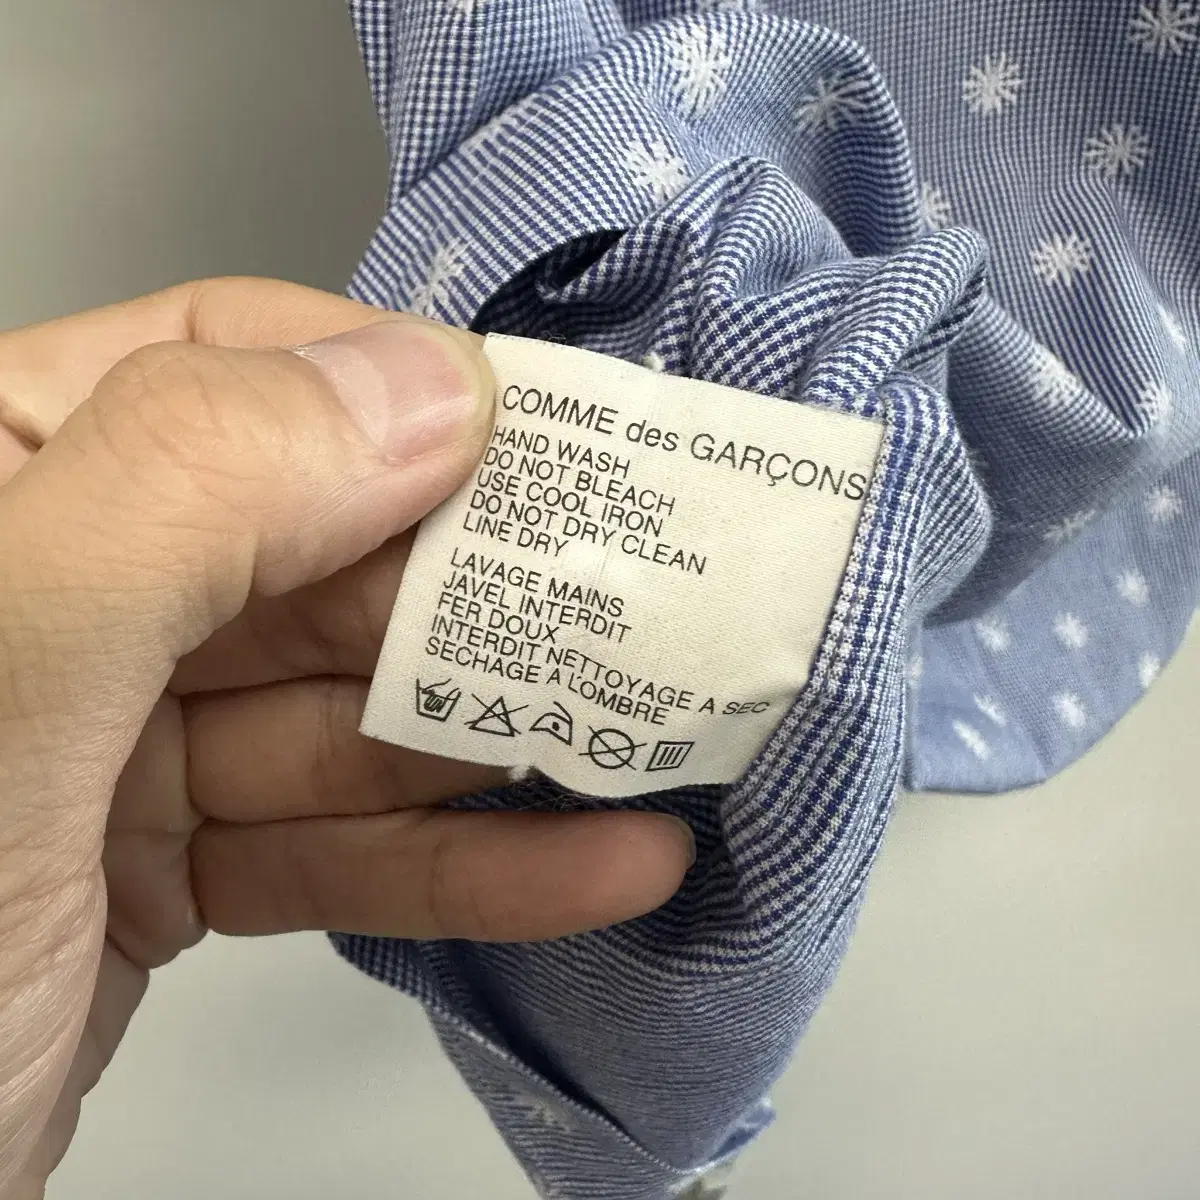 COMME des GARÇONS
HAND WASH
DO NOT BLEACH
USE COOL IRON
DO NOT DRY CLEAN
LINE DRY
LAVAGE MAINS
JAVEL INTERDIT
FER DOUX
INTERDIT NETTOYAGE A SEC
SECHAGE A L'OMBRE